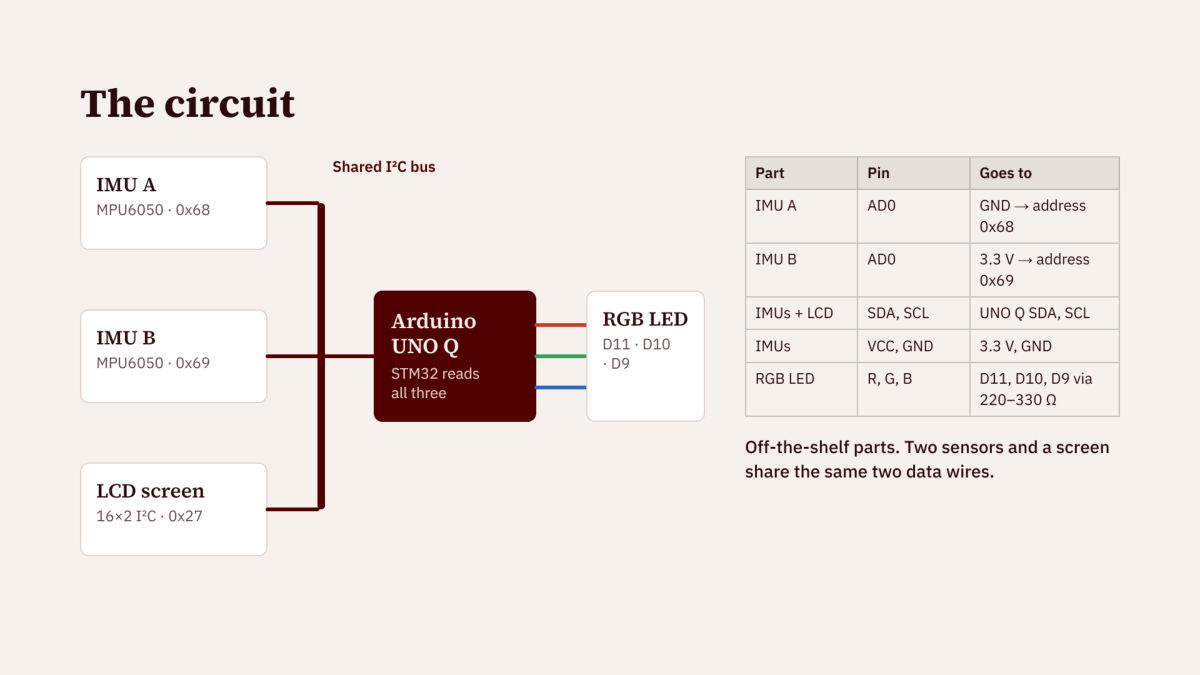 The circuit
Shared I²C bus
IMU A
MPU6050 · 0x68
IMU B
MPU6050 · 0x69
LCD screen
16×2 I²C · 0x27
Arduino
UNO Q
STM32 reads
all three
RGB LED
D11 · D10
· D9
Part Pin Goes to
IMU A AD0 GND → address
0x68
IMU B AD0 3.3 V → address
0x69
IMUs + LCD SDA, SCL UNO Q SDA, SCL
IMUs VCC, GND 3.3 V, GND
RGB LED R, G, B D11, D10, D9 via
220–330 Ω
Off-the-shelf parts. Two sensors and a screen
share the same two data wires.